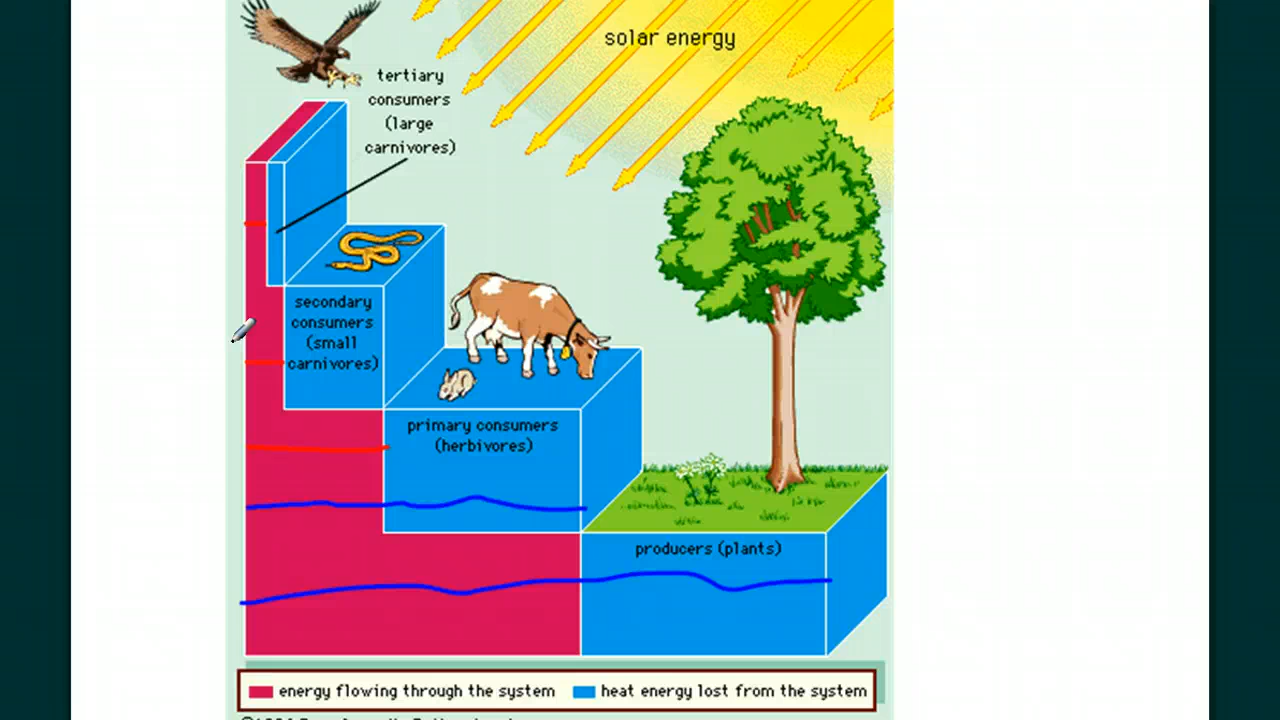 solar energy
tertiary
consumers
(large
carnivores)
secondary
consumers
(small
carnivores)
primary consumers
(herbivores)
producers (plants)
energy flowing through the system
heat energy lost from the system